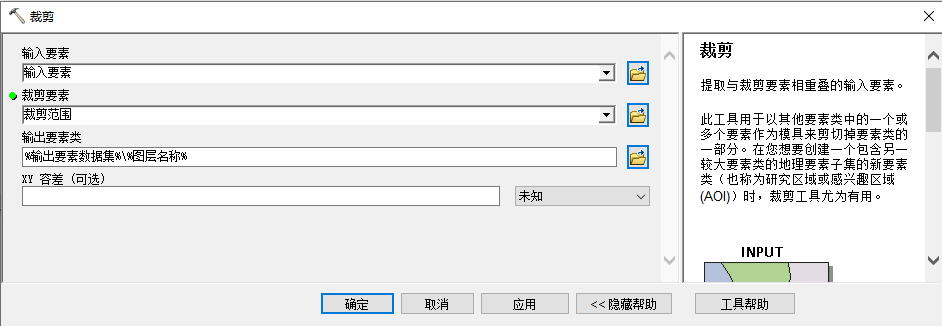 裁剪
输入要素
输入要素
裁剪要素
裁剪范围
输出要素类
%输出要素数据集%\%图层名称%
XY 容差 (可选)
未知
裁剪
提取与裁剪要素相重叠的输入要素。
此工具用于以其他要素类中的一个或
多个要素作为模具来剪切掉要素类的
一部分。在您想要创建一个包含另一
较大要素类的地理要素子集的新要素
类（也称为研究区域或感兴趣区域
(AOI)）时，裁剪工具尤为有用。
INPUT
确定
取消
应用
<< 隐藏帮助
工具帮助